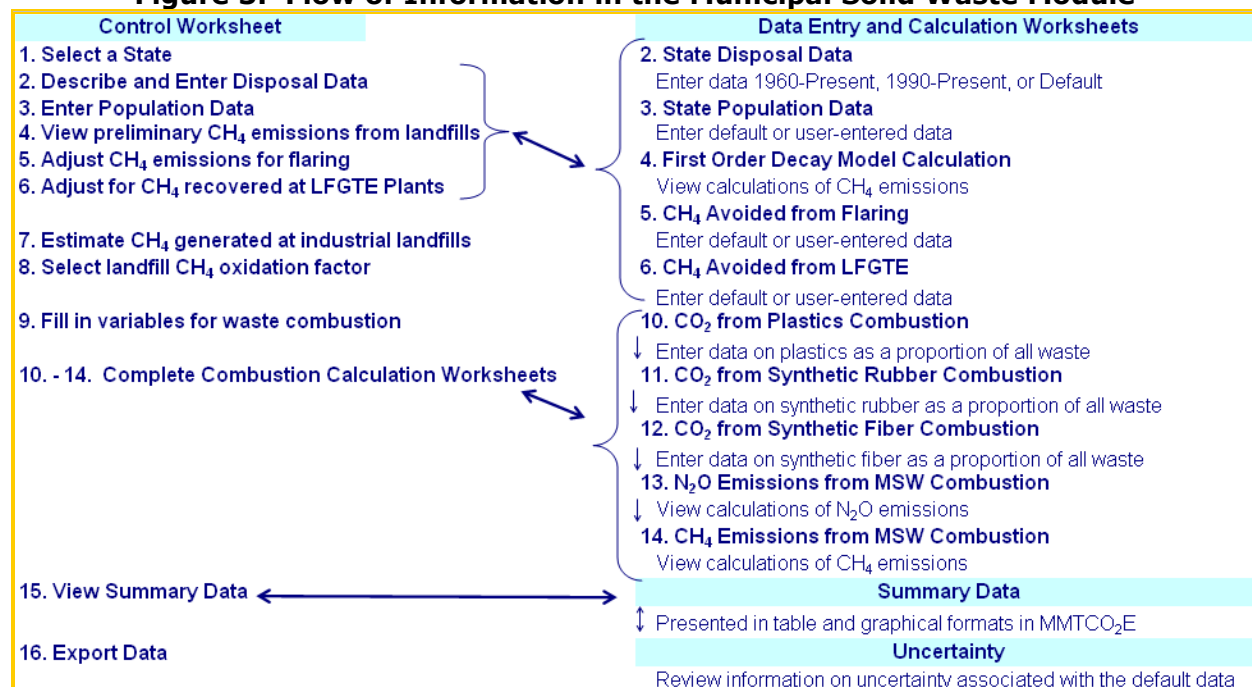 Figure 3. Flow of Information in the Municipal Solid Waste Module
Control Worksheet
1. Select a State
2. Describe and Enter Disposal Data
3. Enter Population Data
4. View preliminary CH₄ emissions from landfills
5. Adjust CH₄ emissions for flaring
6. Adjust for CH₄ recovered at LFGTE Plants
7. Estimate CH₄ generated at industrial landfills
8. Select landfill CH₄ oxidation factor
9. Fill in variables for waste combustion
10. - 14. Complete Combustion Calculation Worksheets
15. View Summary Data
16. Export Data
Data Entry and Calculation Worksheets
2. State Disposal Data
Enter data 1960-Present, 1990-Present, or Default
3. State Population Data
Enter default or user-entered data
4. First Order Decay Model Calculation
View calculations of CH₄ emissions
5. CH₄ Avoided from Flaring
Enter default or user-entered data
6. CH₄ Avoided from LFGTE
Enter default or user-entered data
10. CO₂ from Plastics Combustion
Enter data on plastics as a proportion of all waste
11. CO₂ from Synthetic Rubber Combustion
Enter data on synthetic rubber as a proportion of all waste
12. CO₂ from Synthetic Fiber Combustion
Enter data on synthetic fiber as a proportion of all waste
13. N₂O Emissions from MSW Combustion
View calculations of N₂O emissions
14. CH₄ Emissions from MSW Combustion
View calculations of CH₄ emissions
Summary Data
Presented in table and graphical formats in MMTCO₂E
Uncertainty
Review information on uncertainty associated with the default data